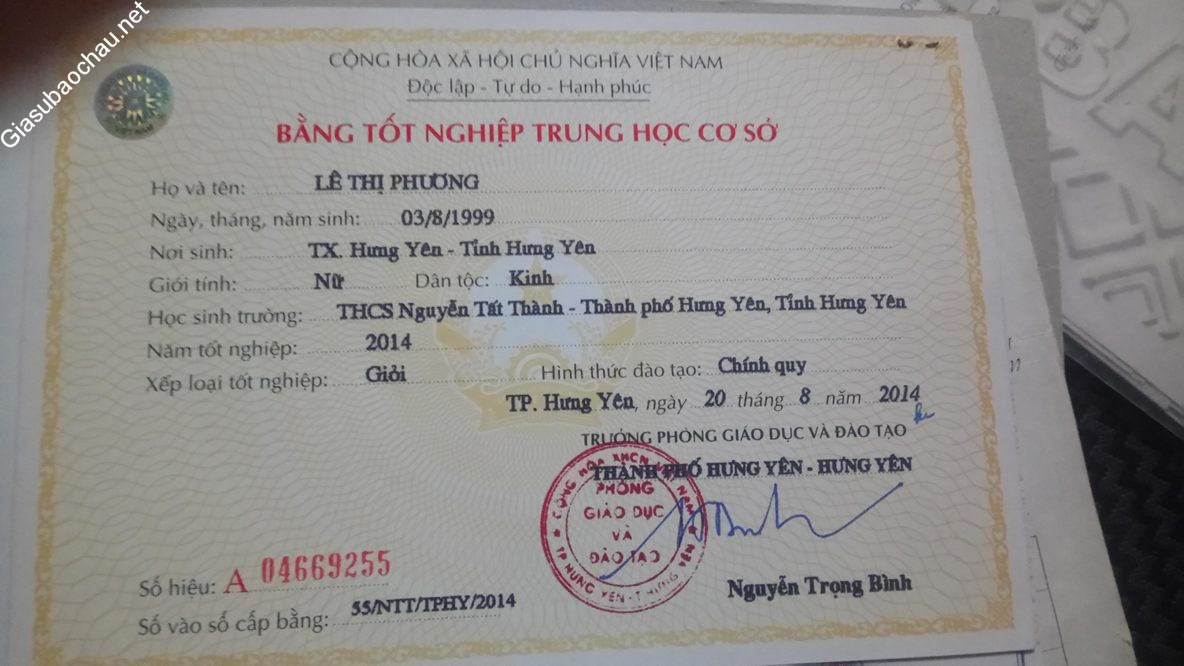 Giasubaochau.net
CỘNG HÒA XÃ HỘI CHỦ NGHĨA VIỆT NAM
Độc lập - Tự do - Hạnh phúc
BẰNG TỐT NGHIỆP TRUNG HỌC CƠ SỞ
Họ và tên: LÊ THỊ PHƯƠNG
Ngày, tháng, năm sinh: 03/8/1999
Nơi sinh: TX. Hưng Yên - Tỉnh Hưng Yên
Giới tính: Nữ Dân tộc: Kinh
Học sinh trường: THCS Nguyễn Tất Thành - Thành phố Hưng Yên, Tỉnh Hưng Yên
Năm tốt nghiệp: 2014
Xếp loại tốt nghiệp: Giỏi Hình thức đào tạo: Chính quy
TP. Hưng Yên, ngày 20 tháng 8 năm 2014
TRƯỞNG PHÒNG GIÁO DỤC VÀ ĐÀO TẠO
THÀNH PHỐ HƯNG YÊN - HƯNG YÊN
PHÒNG
GIÁO DỤC
VÀ
ĐÀO TẠO
Nguyễn Trọng Bình
Số hiệu: A 04669255
Số vào sổ cấp bằng: 55/NTT/TPHY/2014